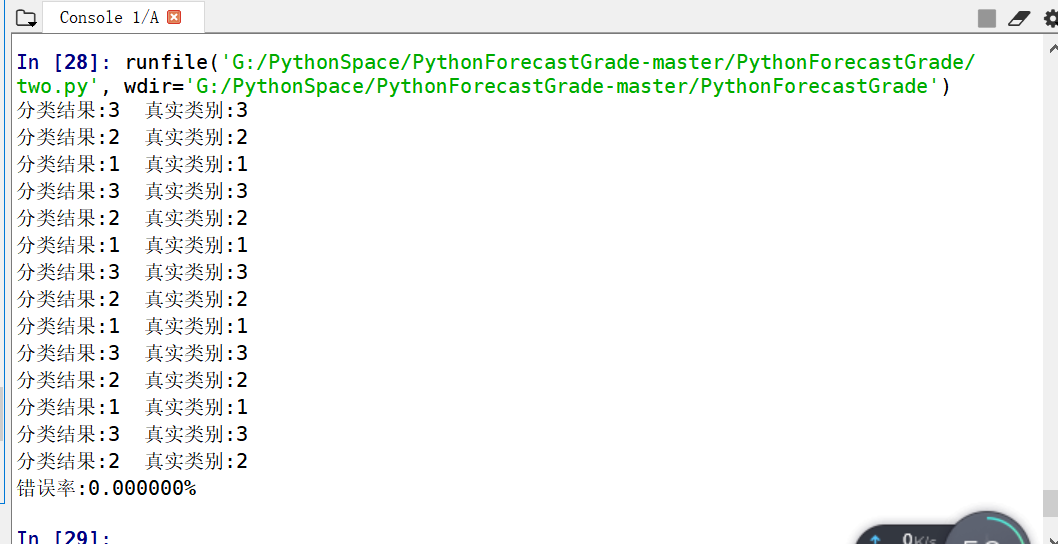 Console 1/A
In [28]: runfile('G:/PythonSpace/PythonForecastGrade-master/PythonForecastGrade/
two.py', wdir='G:/PythonSpace/PythonForecastGrade-master/PythonForecastGrade')
分类结果:3 真实类别:3
分类结果:2 真实类别:2
分类结果:1 真实类别:1
分类结果:3 真实类别:3
分类结果:2 真实类别:2
分类结果:1 真实类别:1
分类结果:3 真实类别:3
分类结果:2 真实类别:2
分类结果:1 真实类别:1
分类结果:3 真实类别:3
分类结果:2 真实类别:2
分类结果:1 真实类别:1
分类结果:3 真实类别:3
分类结果:2 真实类别:2
错误率:0.000000%
In [29]:
0K/s